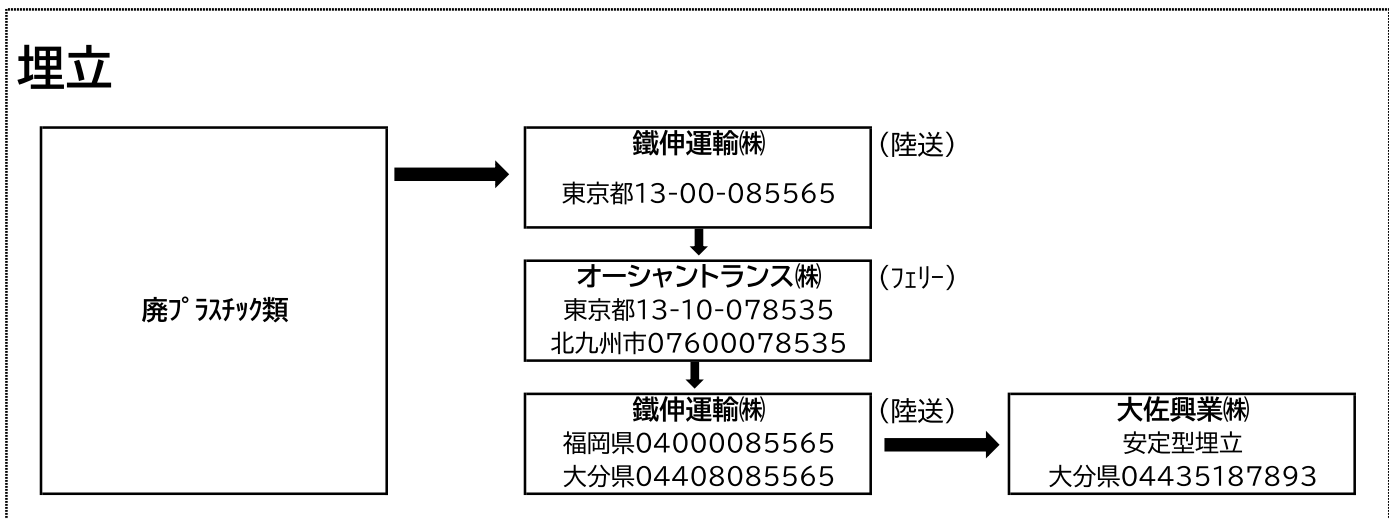 埋立
廃ﾌﾟﾗｽﾁｯｸ類
鐵伸運輸㈱
(陸送)
東京都13-00-085565
オーシャントランス㈱
(ﾌｪﾘｰ)
東京都13-10-078535
北九州市07600078535
鐵伸運輸㈱
(陸送)
福岡県04000085565
大分県04408085565
大佐興業㈱
安定型埋立
大分県04435187893